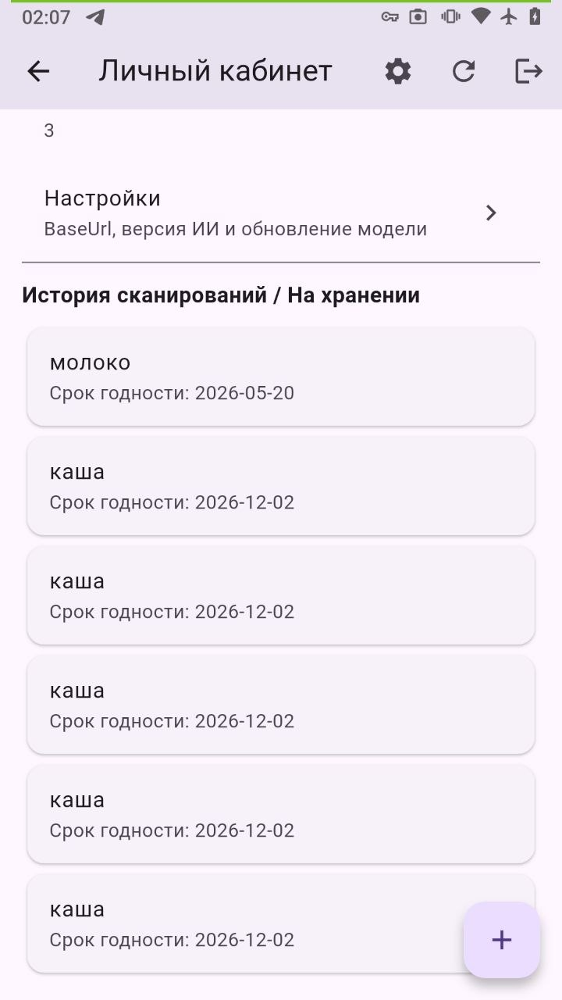 02:07
Личный кабинет
3
Настройки
BaseUrl, версия ИИ и обновление модели
История сканирований / На хранении
молоко
Срок годности: 2026-05-20
каша
Срок годности: 2026-12-02
каша
Срок годности: 2026-12-02
каша
Срок годности: 2026-12-02
каша
Срок годности: 2026-12-02
каша
Срок годности: 2026-12-02